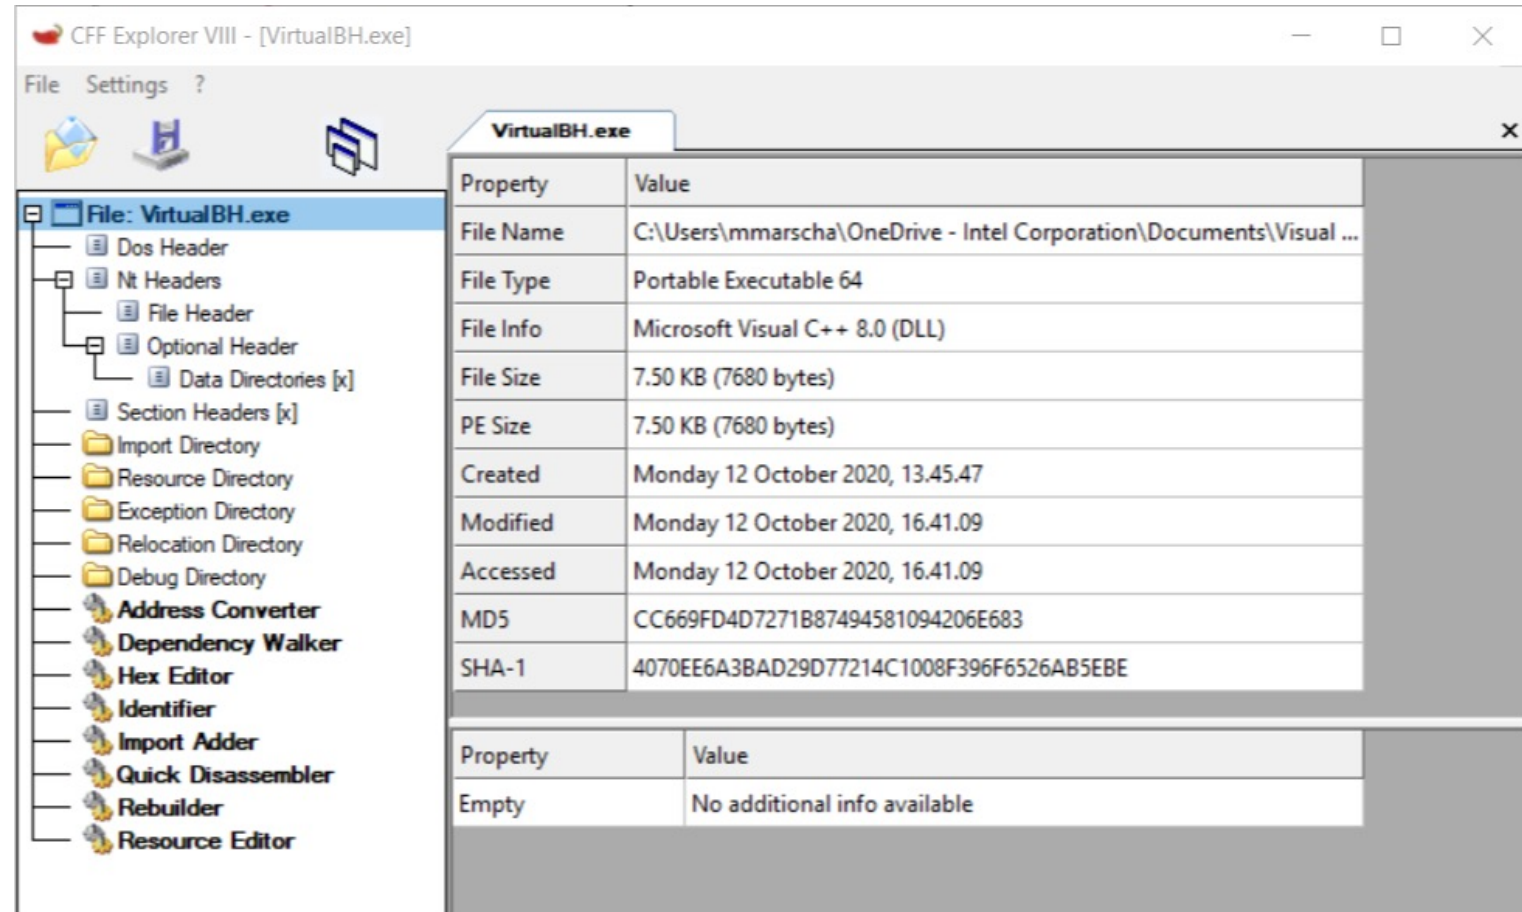 CFF Explorer VIII - [VirtualBH.exe]
File Settings ?
VirtualBH.exe
File: VirtualBH.exe
Dos Header
Nt Headers
File Header
Optional Header
Data Directories [x]
Section Headers [x]
Import Directory
Resource Directory
Exception Directory
Relocation Directory
Debug Directory
Address Converter
Dependency Walker
Hex Editor
Identifier
Import Adder
Quick Disassembler
Rebuilder
Resource Editor
Property Value
File Name C:\Users\mmarscha\OneDrive - Intel Corporation\Documents\Visual ...
File Type Portable Executable 64
File Info Microsoft Visual C++ 8.0 (DLL)
File Size 7.50 KB (7680 bytes)
PE Size 7.50 KB (7680 bytes)
Created Monday 12 October 2020, 13.45.47
Modified Monday 12 October 2020, 16.41.09
Accessed Monday 12 October 2020, 16.41.09
MD5 CC669FD4D7271B87494581094206E683
SHA-1 4070EE6A3BAD29D77214C1008F396F6526AB5EBE
Property Value
Empty No additional info available